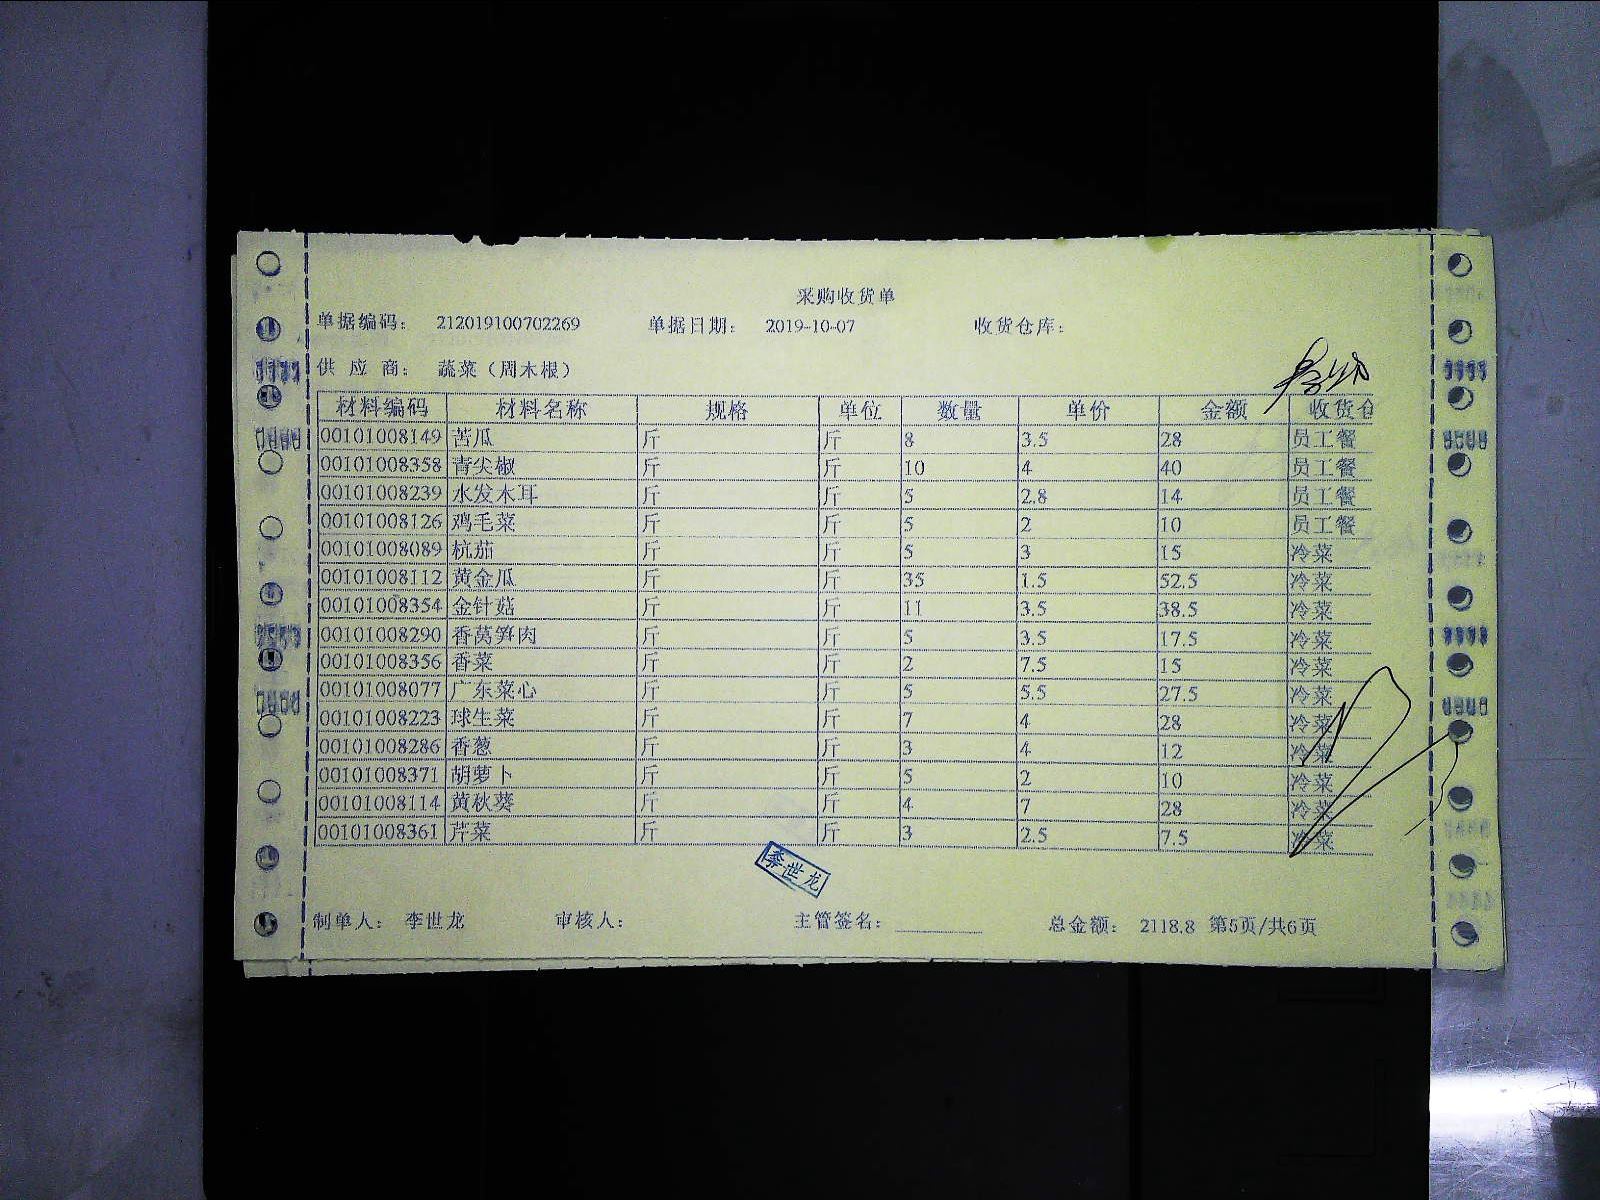 采购收货单
单据编码： 212019100702269 单据日期： 2019-10-07 收货仓库：
供 应 商： 蔬菜（周木根）
材料编码 材料名称 规格 单位 数量 单价 金额 收货仓
00101008149 苦瓜 斤 斤 8 3.5 28 员工餐
00101008358 青尖椒 斤 斤 10 4 40 员工餐
00101008239 水发木耳 斤 斤 5 2.8 14 员工餐
00101008126 鸡毛菜 斤 斤 5 2 10 员工餐
00101008089 杭茄 斤 斤 5 3 15 冷菜
00101008112 黄金瓜 斤 斤 35 1.5 52.5 冷菜
00101008354 金针菇 斤 斤 11 3.5 38.5 冷菜
00101008290 香莴笋肉 斤 斤 5 3.5 17.5 冷菜
00101008356 香菜 斤 斤 2 7.5 15 冷菜
00101008077 广东菜心 斤 斤 5 5.5 27.5 冷菜
00101008223 球生菜 斤 斤 7 4 28 冷菜
00101008286 香葱 斤 斤 3 4 12 冷菜
00101008371 胡萝卜 斤 斤 5 2 10 冷菜
00101008114 黄秋葵 斤 斤 4 7 28 冷菜
00101008361 芹菜 斤 斤 3 2.5 7.5 冷菜
李世龙
制单人： 李世龙 审核人： 主管签名： 总金额： 2118.8 第5页/共6页